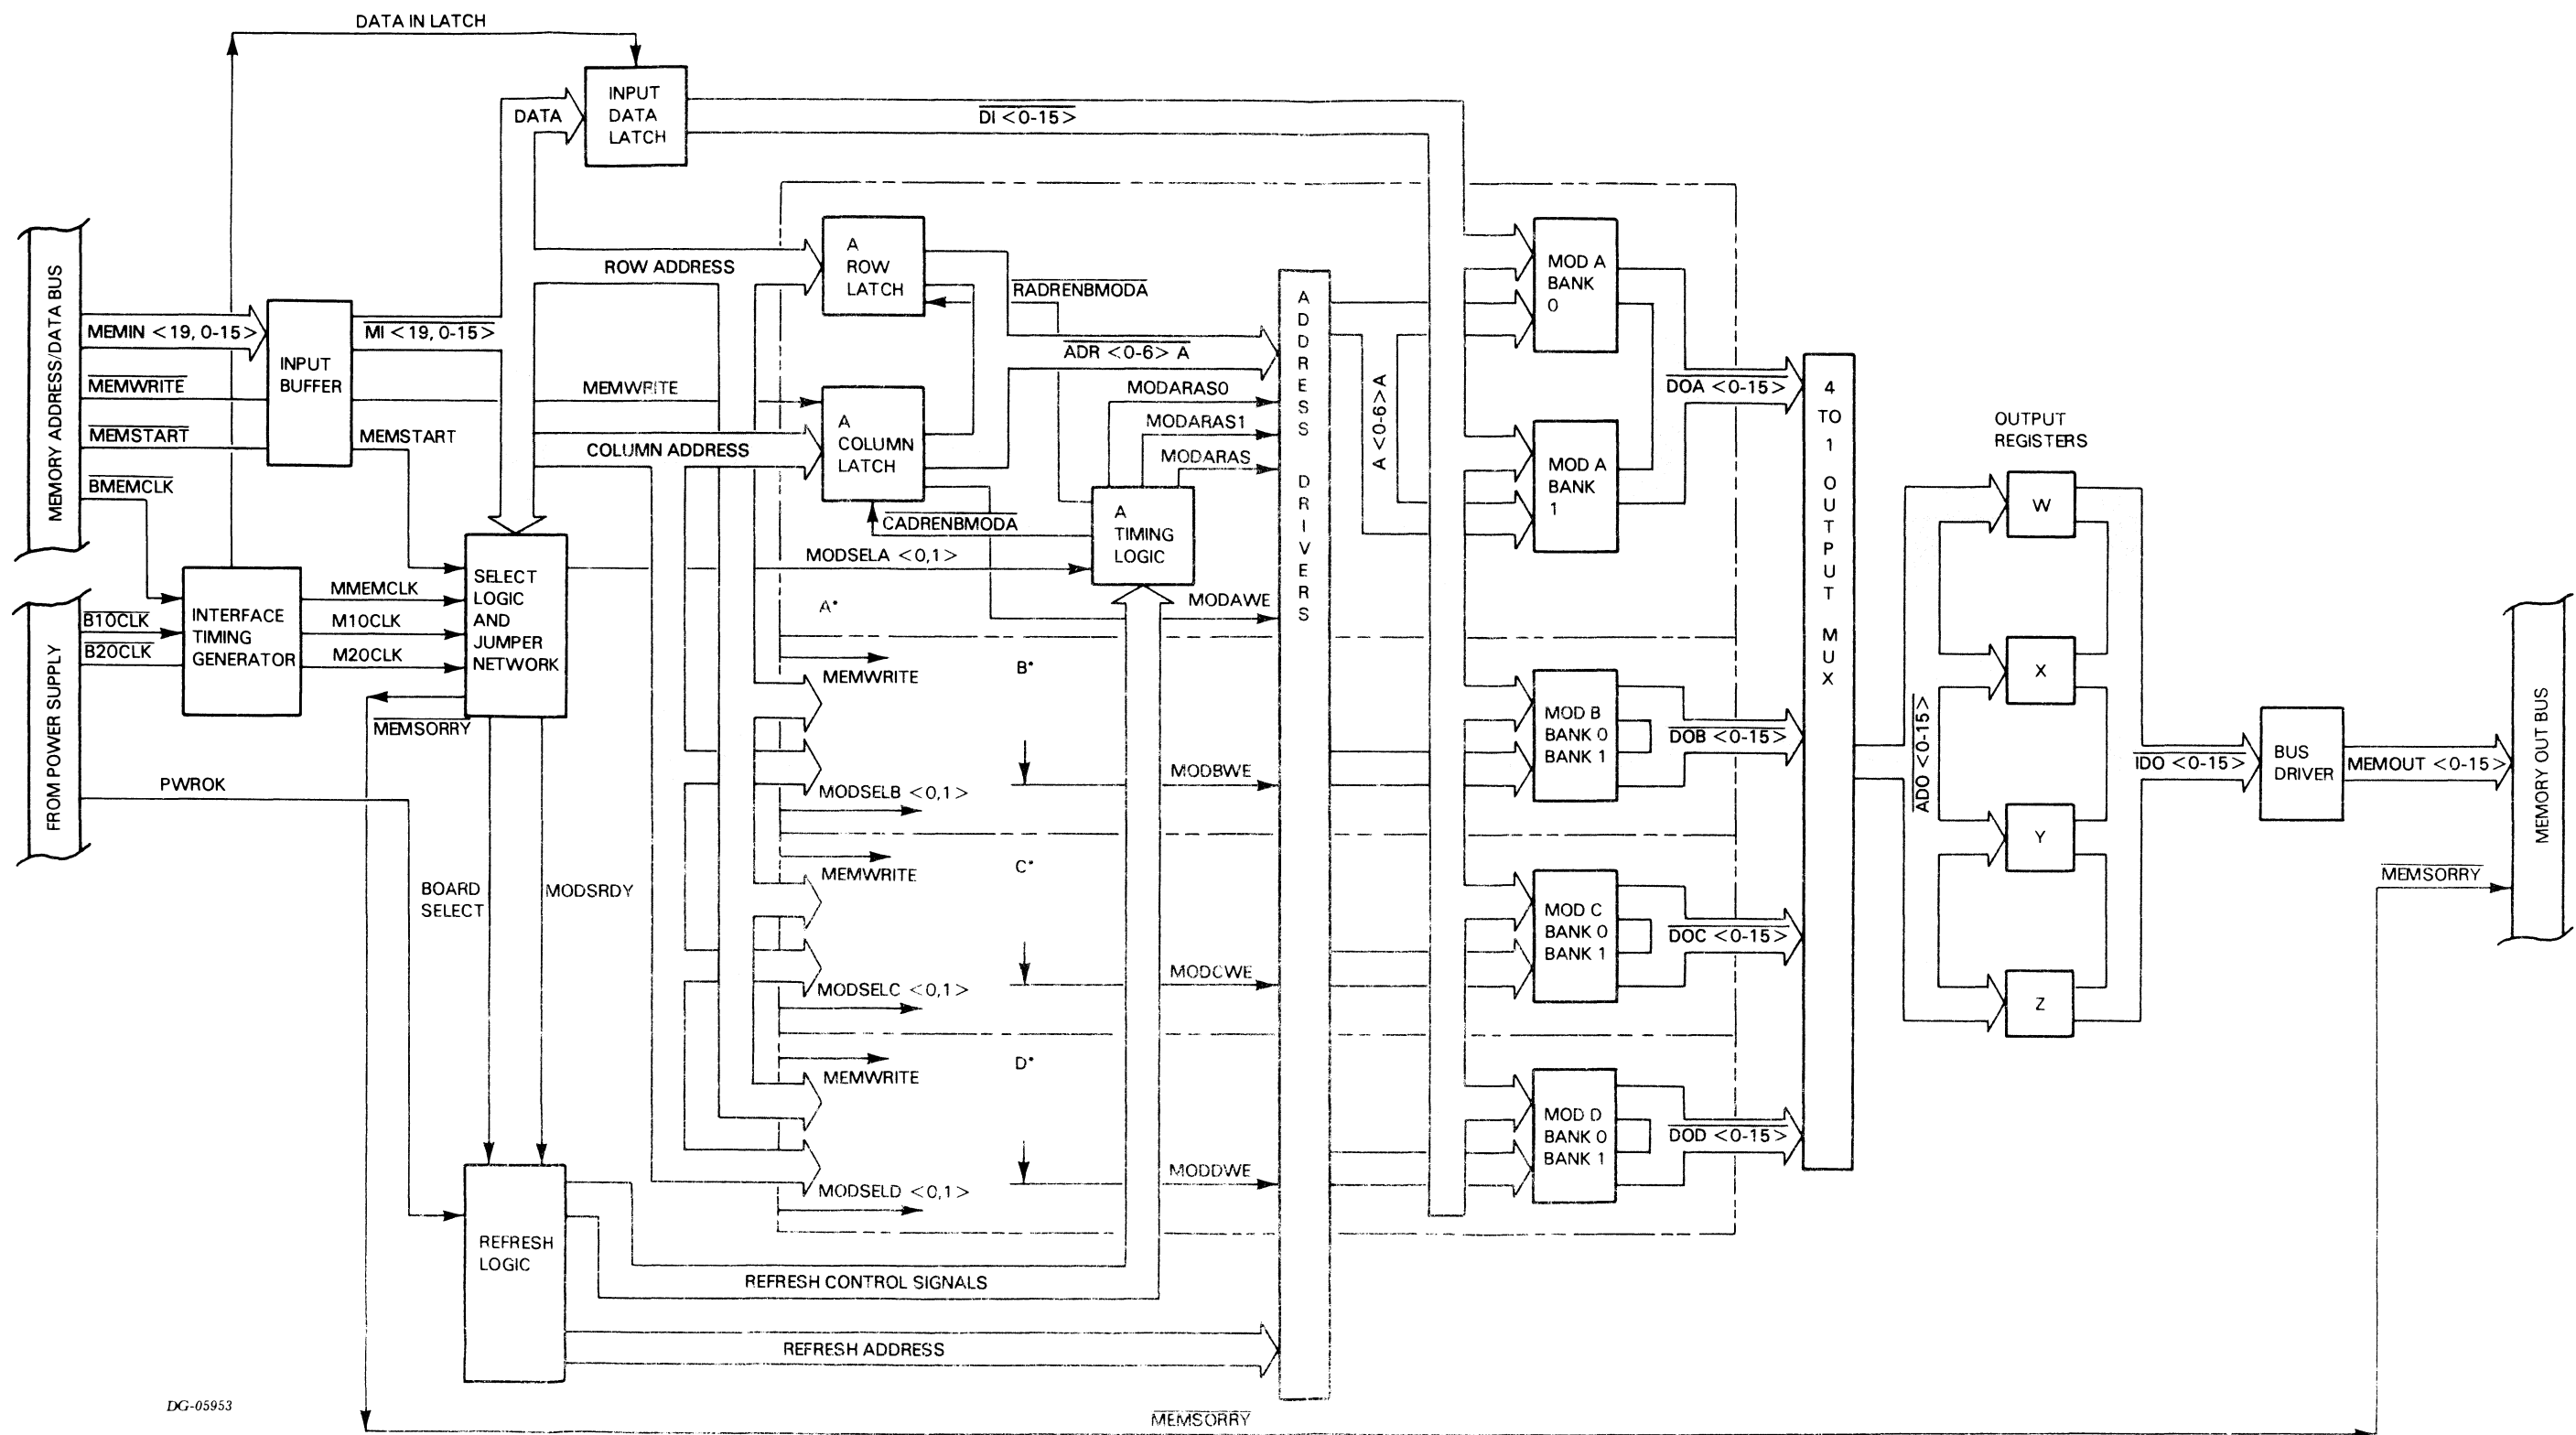 DATA IN LATCH
INPUT
DATA
LATCH
DATA
DI <0-15>
MEMORY ADDRESS/DATA BUS
MEMIN <19, 0-15>
MEMWRITE
MEMSTART
BMEMCLK
INPUT
BUFFER
MI <19, 0-15>
MEMSTART
ROW ADDRESS
MEMWRITE
COLUMN ADDRESS
A
ROW
LATCH
A
COLUMN
LATCH
RADRENBMODA
ADR <0-6> A
MODARAS0
MODARAS1
MODARAS
CADRENBMODA
A
TIMING
LOGIC
MODSELA <0,1>
MODAWE
A*
ADDRESS DRIVERS
A <0-6> A
MOD A
BANK
0
MOD A
BANK
1
DOA <0-15>
4 TO 1 OUTPUT MUX
OUTPUT
REGISTERS
W
X
Y
Z
ADO <0-15>
IDO <0-15>
BUS
DRIVER
MEMOUT <0-15>
MEMORY OUT BUS
MEMSORRY
FROM POWER SUPPLY
B10CLK
B20CLK
PWROK
INTERFACE
TIMING
GENERATOR
MMEMCLK
M10CLK
M20CLK
SELECT
LOGIC
AND
JUMPER
NETWORK
MEMSORRY
BOARD
SELECT
MODSRDY
MEMWRITE
B*
MODSELB <0,1>
MODBWE
MOD B
BANK 0
BANK 1
DOB <0-15>
MEMWRITE
C*
MODSELC <0,1>
MODCWE
MOD C
BANK 0
BANK 1
DOC <0-15>
MEMWRITE
D*
MODSELD <0,1>
MODDWE
MOD D
BANK 0
BANK 1
DOD <0-15>
REFRESH
LOGIC
REFRESH CONTROL SIGNALS
REFRESH ADDRESS
DG-05953
MEMSORRY